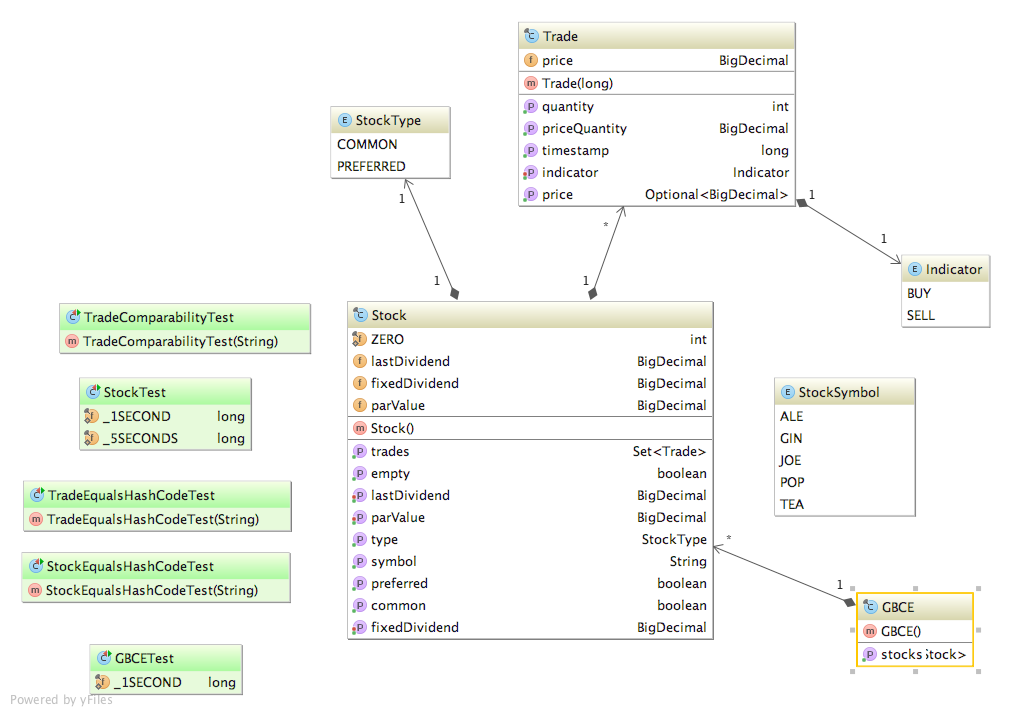 Trade
price BigDecimal
Trade(long)
quantity int
priceQuantity BigDecimal
timestamp long
indicator Indicator
price Optional<BigDecimal>
StockType
COMMON
PREFERRED
1
*
1
1
1
1
1
Indicator
BUY
SELL
Stock
ZERO int
lastDividend BigDecimal
fixedDividend BigDecimal
parValue BigDecimal
Stock()
trades Set<Trade>
empty boolean
lastDividend BigDecimal
parValue BigDecimal
type StockType
symbol String
preferred boolean
common boolean
fixedDividend BigDecimal
TradeComparabilityTest
TradeComparabilityTest(String)
StockTest
_1SECOND long
_5SECONDS long
TradeEqualsHashCodeTest
TradeEqualsHashCodeTest(String)
StockEqualsHashCodeTest
StockEqualsHashCodeTest(String)
GBCETest
_1SECOND long
StockSymbol
ALE
GIN
JOE
POP
TEA
*
1
GBCE
GBCE()
stocks tock>
Powered by yFiles